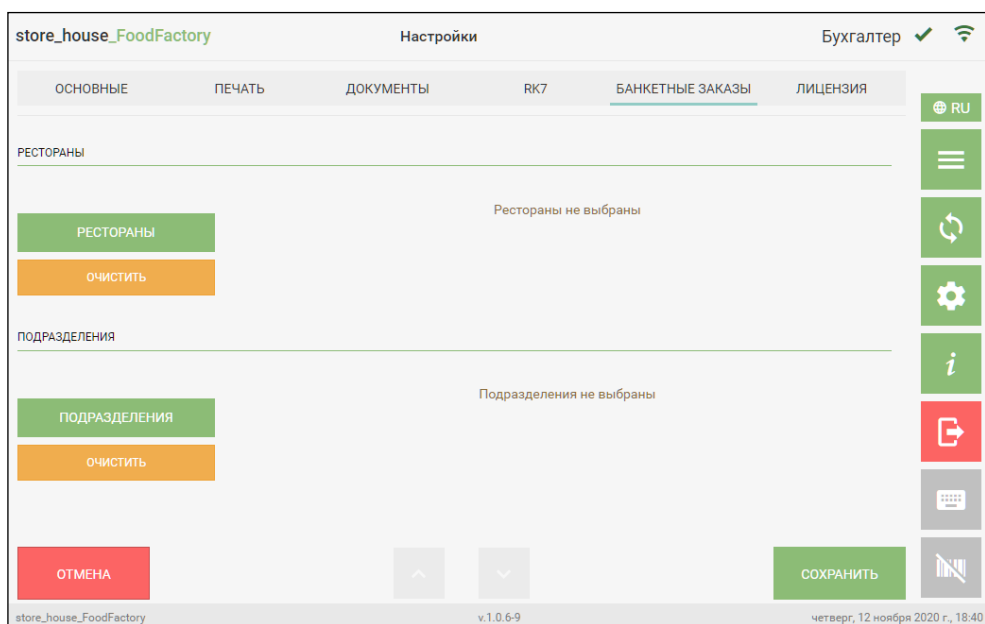 store_house_FoodFactory Настройки Бухгалтер
ОСНОВНЫЕ ПЕЧАТЬ ДОКУМЕНТЫ RK7 БАНКЕТНЫЕ ЗАКАЗЫ ЛИЦЕНЗИЯ
RU
РЕСТОРАНЫ
Рестораны не выбраны
РЕСТОРАНЫ
ОЧИСТИТЬ
ПОДРАЗДЕЛЕНИЯ
i
Подразделения не выбраны
ПОДРАЗДЕЛЕНИЯ
ОЧИСТИТЬ
ОТМЕНА СОХРАНИТЬ
store_house_FoodFactory v.1.0.6-9 четверг, 12 ноября 2020 г., 18:40